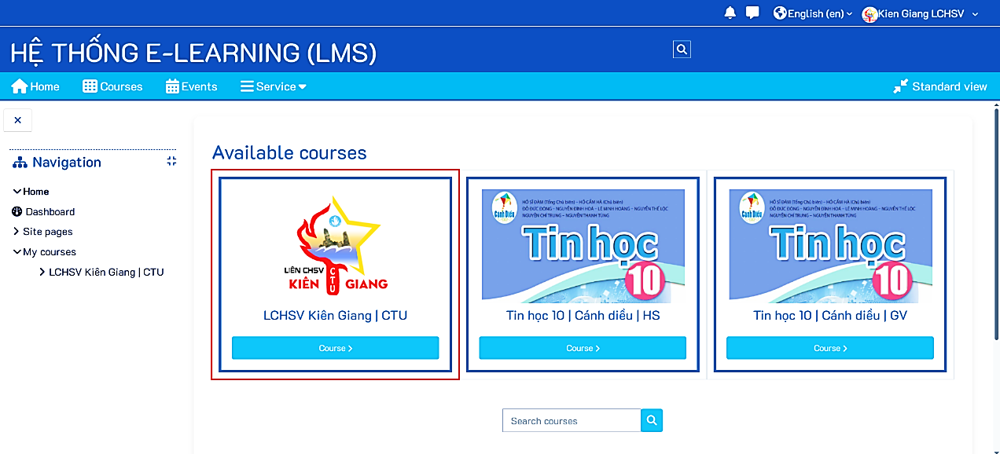 English (en)
Kien Giang LCHSV
HỆ THỐNG E-LEARNING (LMS)
Home
Courses
Events
Service
Standard view
Navigation
Home
Dashboard
Site pages
My courses
LCHSV Kiên Giang | CTU
Available courses
LIÊN CHSV
KIÊN GIANG
CTU
LCHSV Kiên Giang | CTU
Course
Cánh Diều
HỒ SĨ ĐÀM (Tổng Chủ biên) - HỒ CẨM HÀ (Chủ biên)
ĐỖ ĐỨC ĐÔNG - NGUYỄN ĐÌNH HOÁ - LÊ MINH HOÀNG - NGUYỄN THẾ LỘC
NGUYỄN CHÍ TRUNG - NGUYỄN THANH TÙNG
Tin học
10
Tin học 10 | Cánh diều | HS
Course
Cánh Diều
HỒ SĨ ĐÀM (Tổng Chủ biên) - HỒ CẨM HÀ (Chủ biên)
ĐỖ ĐỨC ĐÔNG - NGUYỄN ĐÌNH HOÁ - LÊ MINH HOÀNG - NGUYỄN THẾ LỘC
NGUYỄN CHÍ TRUNG - NGUYỄN THANH TÙNG
Tin học
10
Tin học 10 | Cánh diều | GV
Course
Search courses